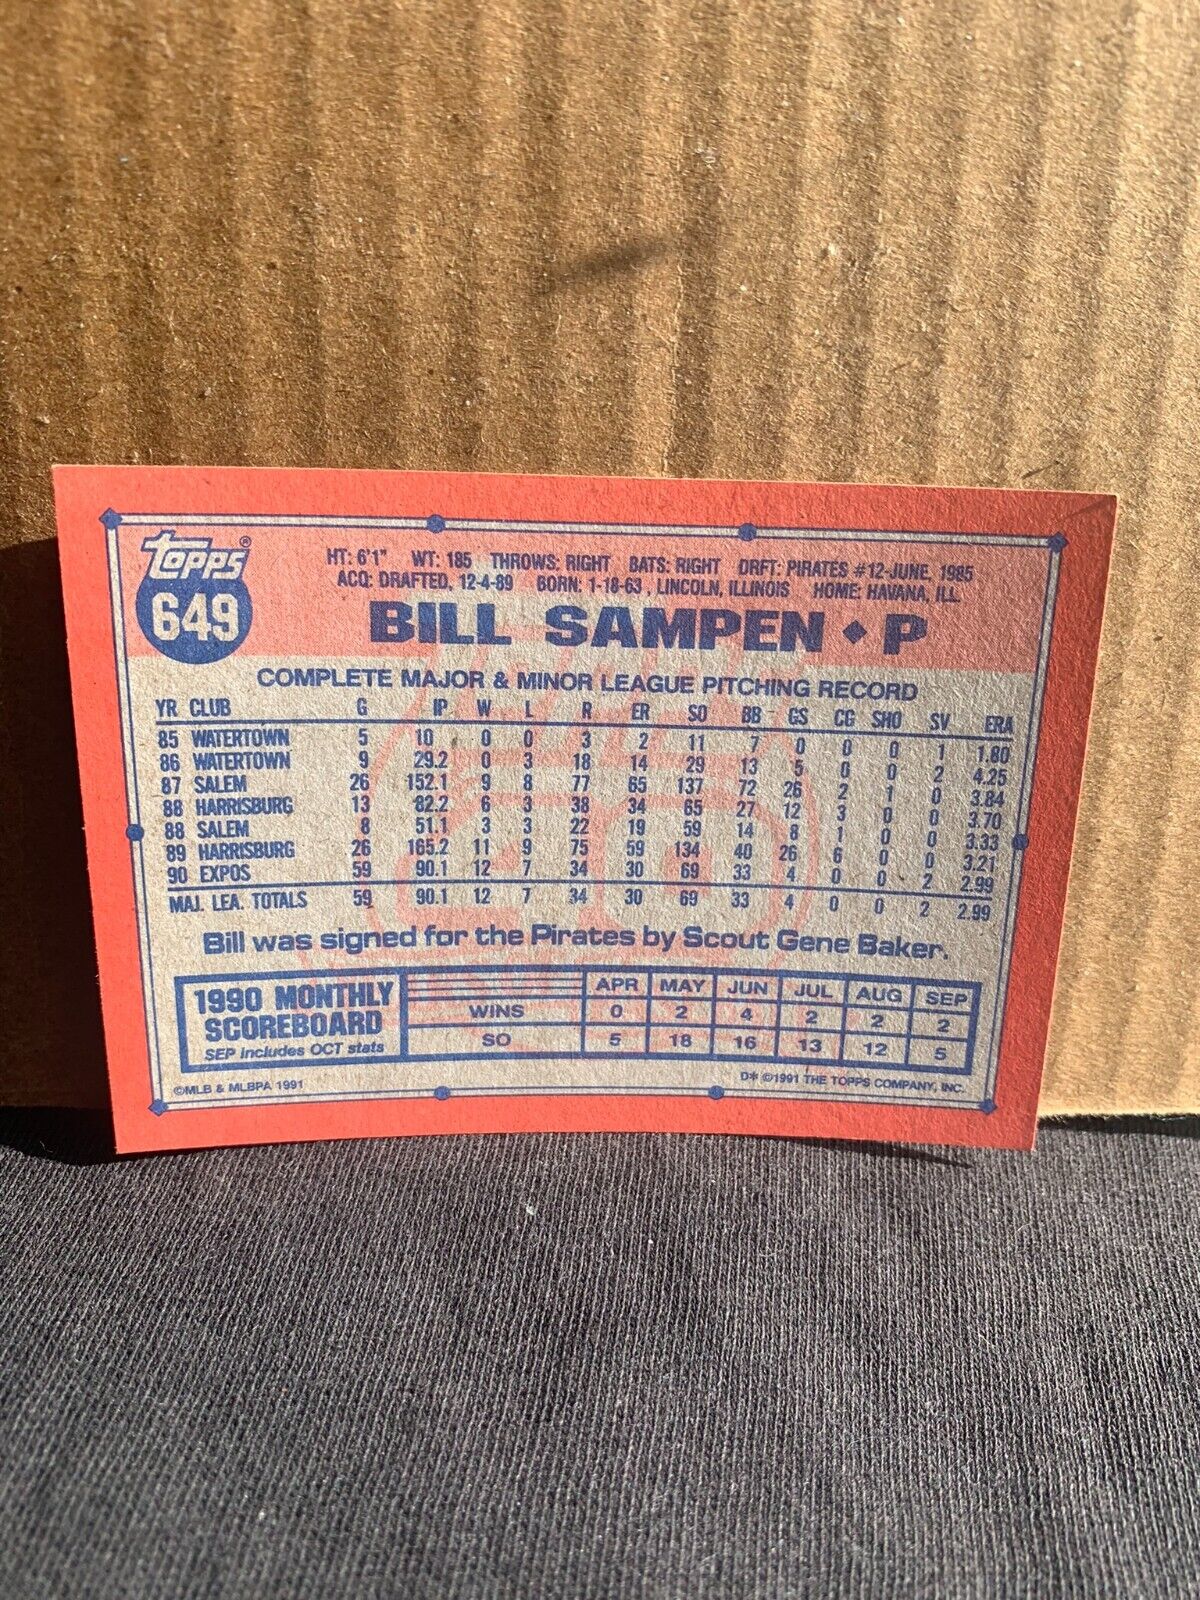 topps®
649
HT: 6'1" WT: 185 THROWS: RIGHT BATS: RIGHT DRFT: PIRATES #12-JUNE, 1985
ACQ: DRAFTED, 12-4-89 BORN: 1-18-63, LINCOLN, ILLINOIS HOME: HAVANA, ILL.
BILL SAMPEN ◆ P
COMPLETE MAJOR & MINOR LEAGUE PITCHING RECORD
YR CLUB G IP W L R ER SO BB GS CG SHO SV ERA
85 WATERTOWN 5 10 0 0 3 2 11 7 0 0 0 1 1.80
86 WATERTOWN 9 29.2 0 3 18 14 29 13 5 0 0 2 4.25
87 SALEM 26 152.1 9 8 77 65 137 72 26 2 1 0 3.84
88 HARRISBURG 13 82.2 6 3 38 34 65 27 12 3 0 0 3.70
88 SALEM 8 51.1 3 3 22 19 59 14 8 1 0 0 3.33
89 HARRISBURG 26 165.2 11 9 75 59 134 40 26 6 0 0 3.21
90 EXPOS 59 90.1 12 7 34 30 69 33 4 0 0 2 2.99
MAJ. LEA. TOTALS 59 90.1 12 7 34 30 69 33 4 0 0 2 2.99
Bill was signed for the Pirates by Scout Gene Baker.
1990 MONTHLY
SCOREBOARD
SEP includes OCT stats
APR MAY JUN JUL AUG SEP
WINS 0 2 4 2 2 2
SO 5 18 16 13 12 5
©MLB & MLBPA 1991
D* ©1991 THE TOPPS COMPANY, INC.